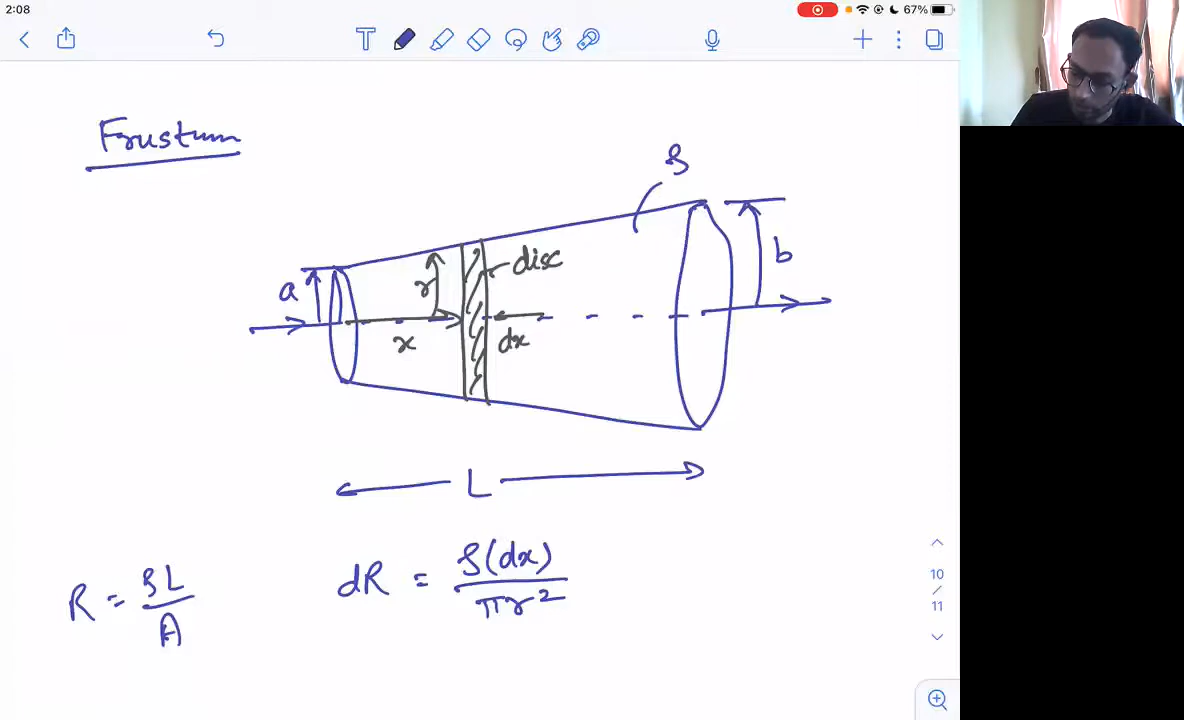 2:08
67%
T
Frustum
ρ
a
r
disc
b
x
dx
L
R = ρL/A
dR = ρ(dx)/πr²
10
/
11